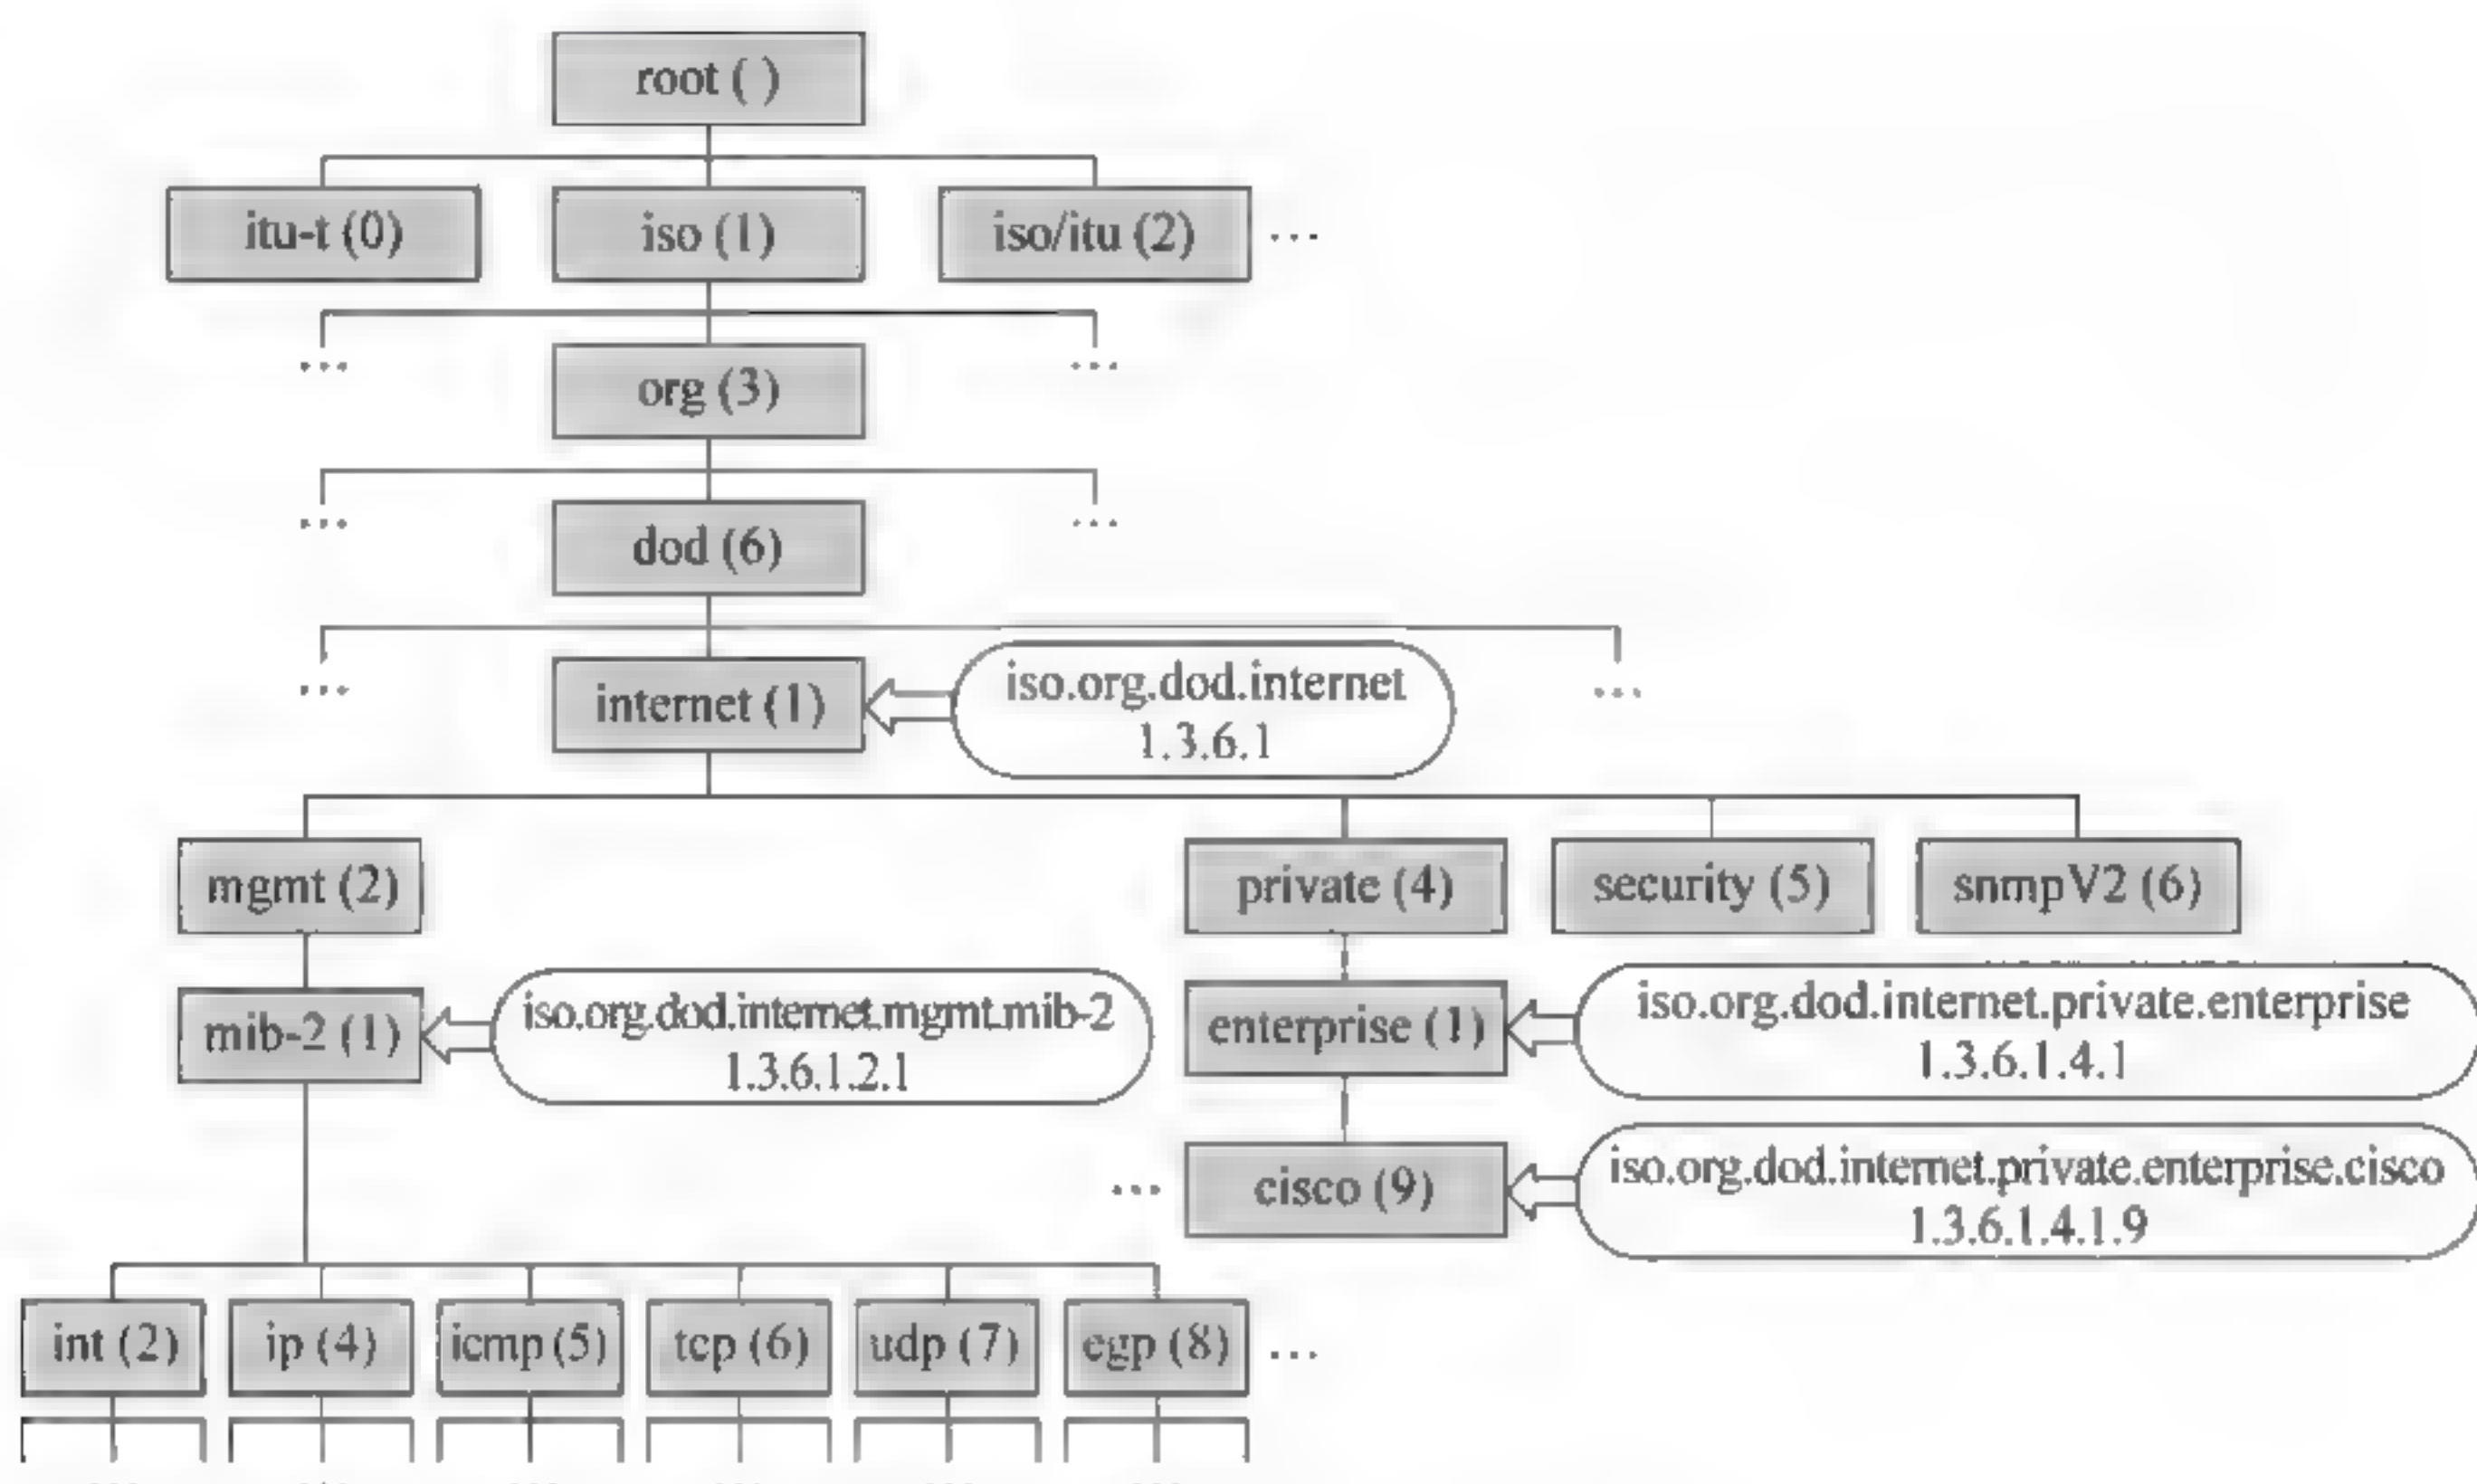 root ( )
itu-t (0)
iso (1)
iso/itu (2)
...
...
org (3)
...
...
dod (6)
...
...
internet (1)
iso.org.dod.internet
1.3.6.1
...
mgmt (2)
private (4)
security (5)
snmpV2 (6)
mib-2 (1)
iso.org.dod.internet.mgmt.mib-2
1.3.6.1.2.1
enterprise (1)
iso.org.dod.internet.private.enterprise
1.3.6.1.4.1
...
cisco (9)
iso.org.dod.internet.private.enterprise.cisco
1.3.6.1.4.1.9
int (2)
ip (4)
icmp (5)
tcp (6)
udp (7)
egp (8)
...